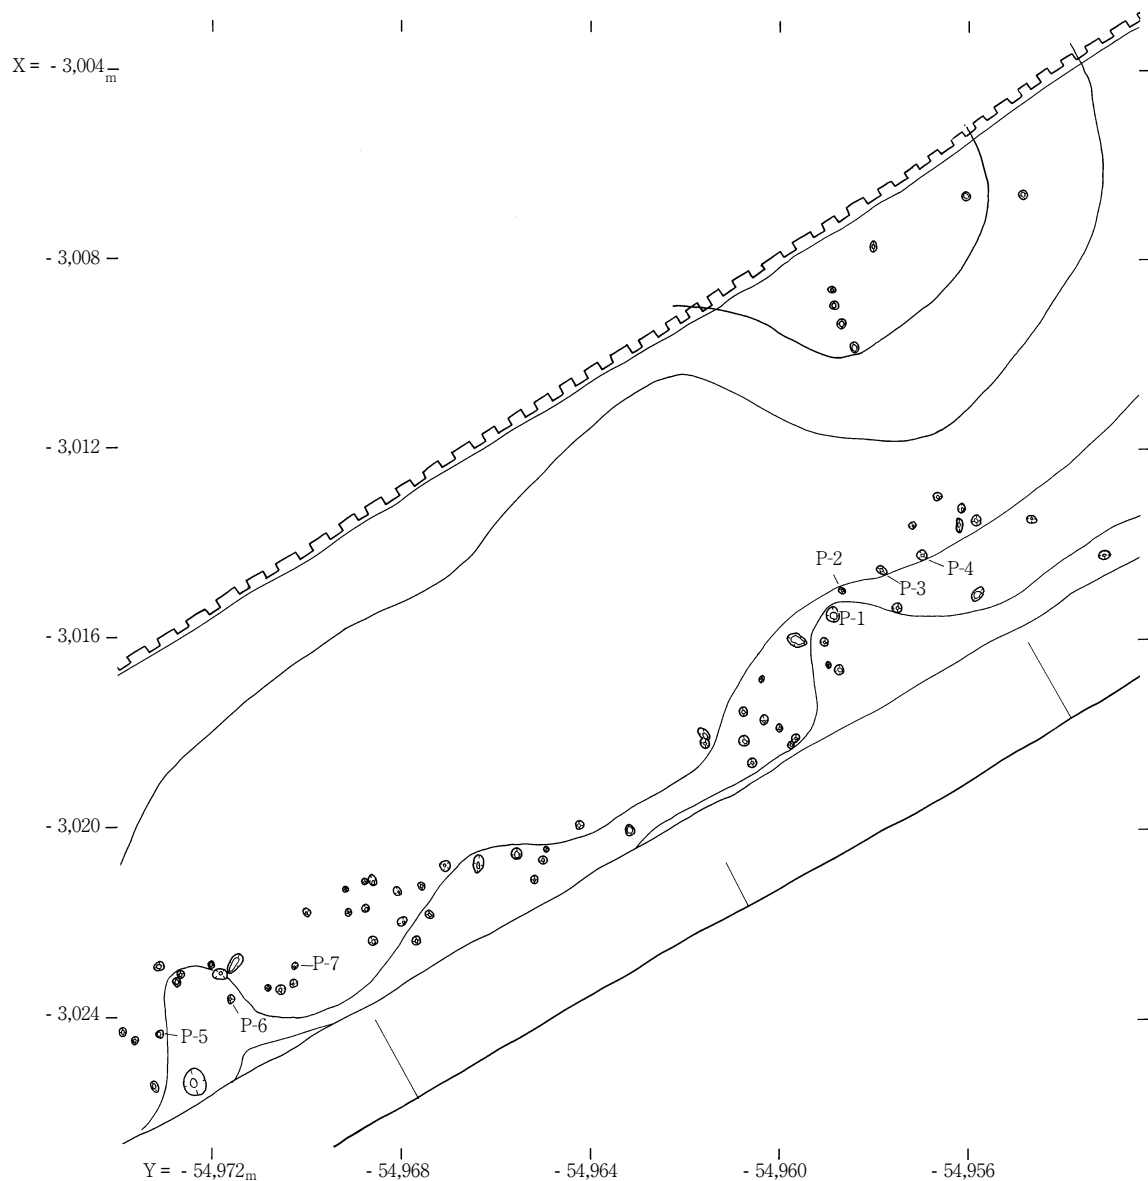 X = - 3,004m
- 3,008
- 3,012
P-2
P-4
P-3
P-1
- 3,016
- 3,020
P-7
- 3,024
P-6
P-5
Y = - 54,972m
- 54,968
- 54,964
- 54,960
- 54,956